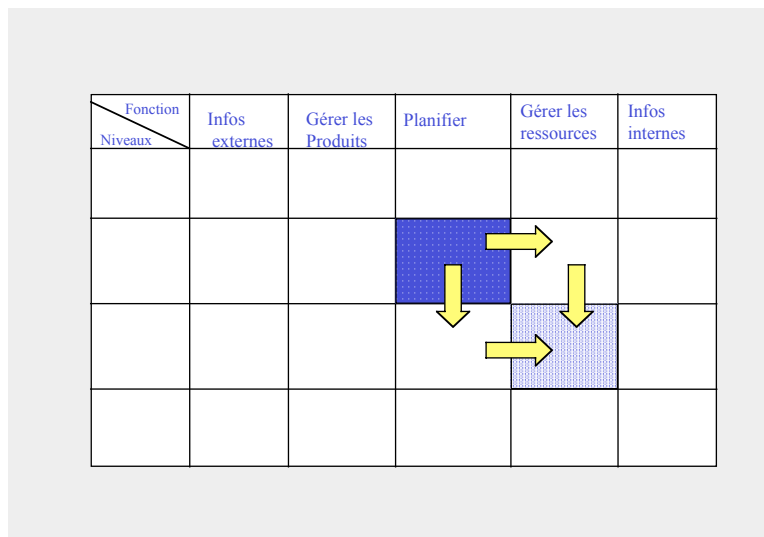 Fonction
Niveaux
Infos
externes
Gérer les
Produits
Planifier
Gérer les
ressources
Infos
internes